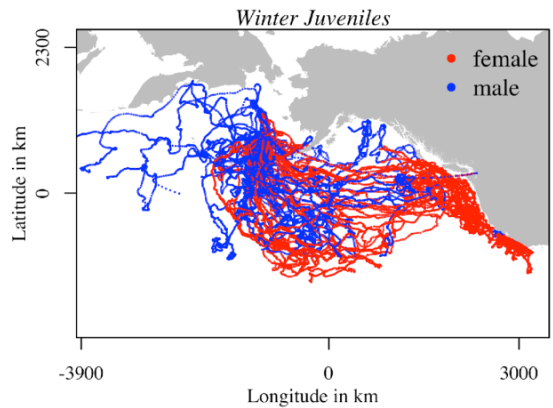 Winter Juveniles
female
male
2300
0
Latitude in km
-3900
0
3000
Longitude in km